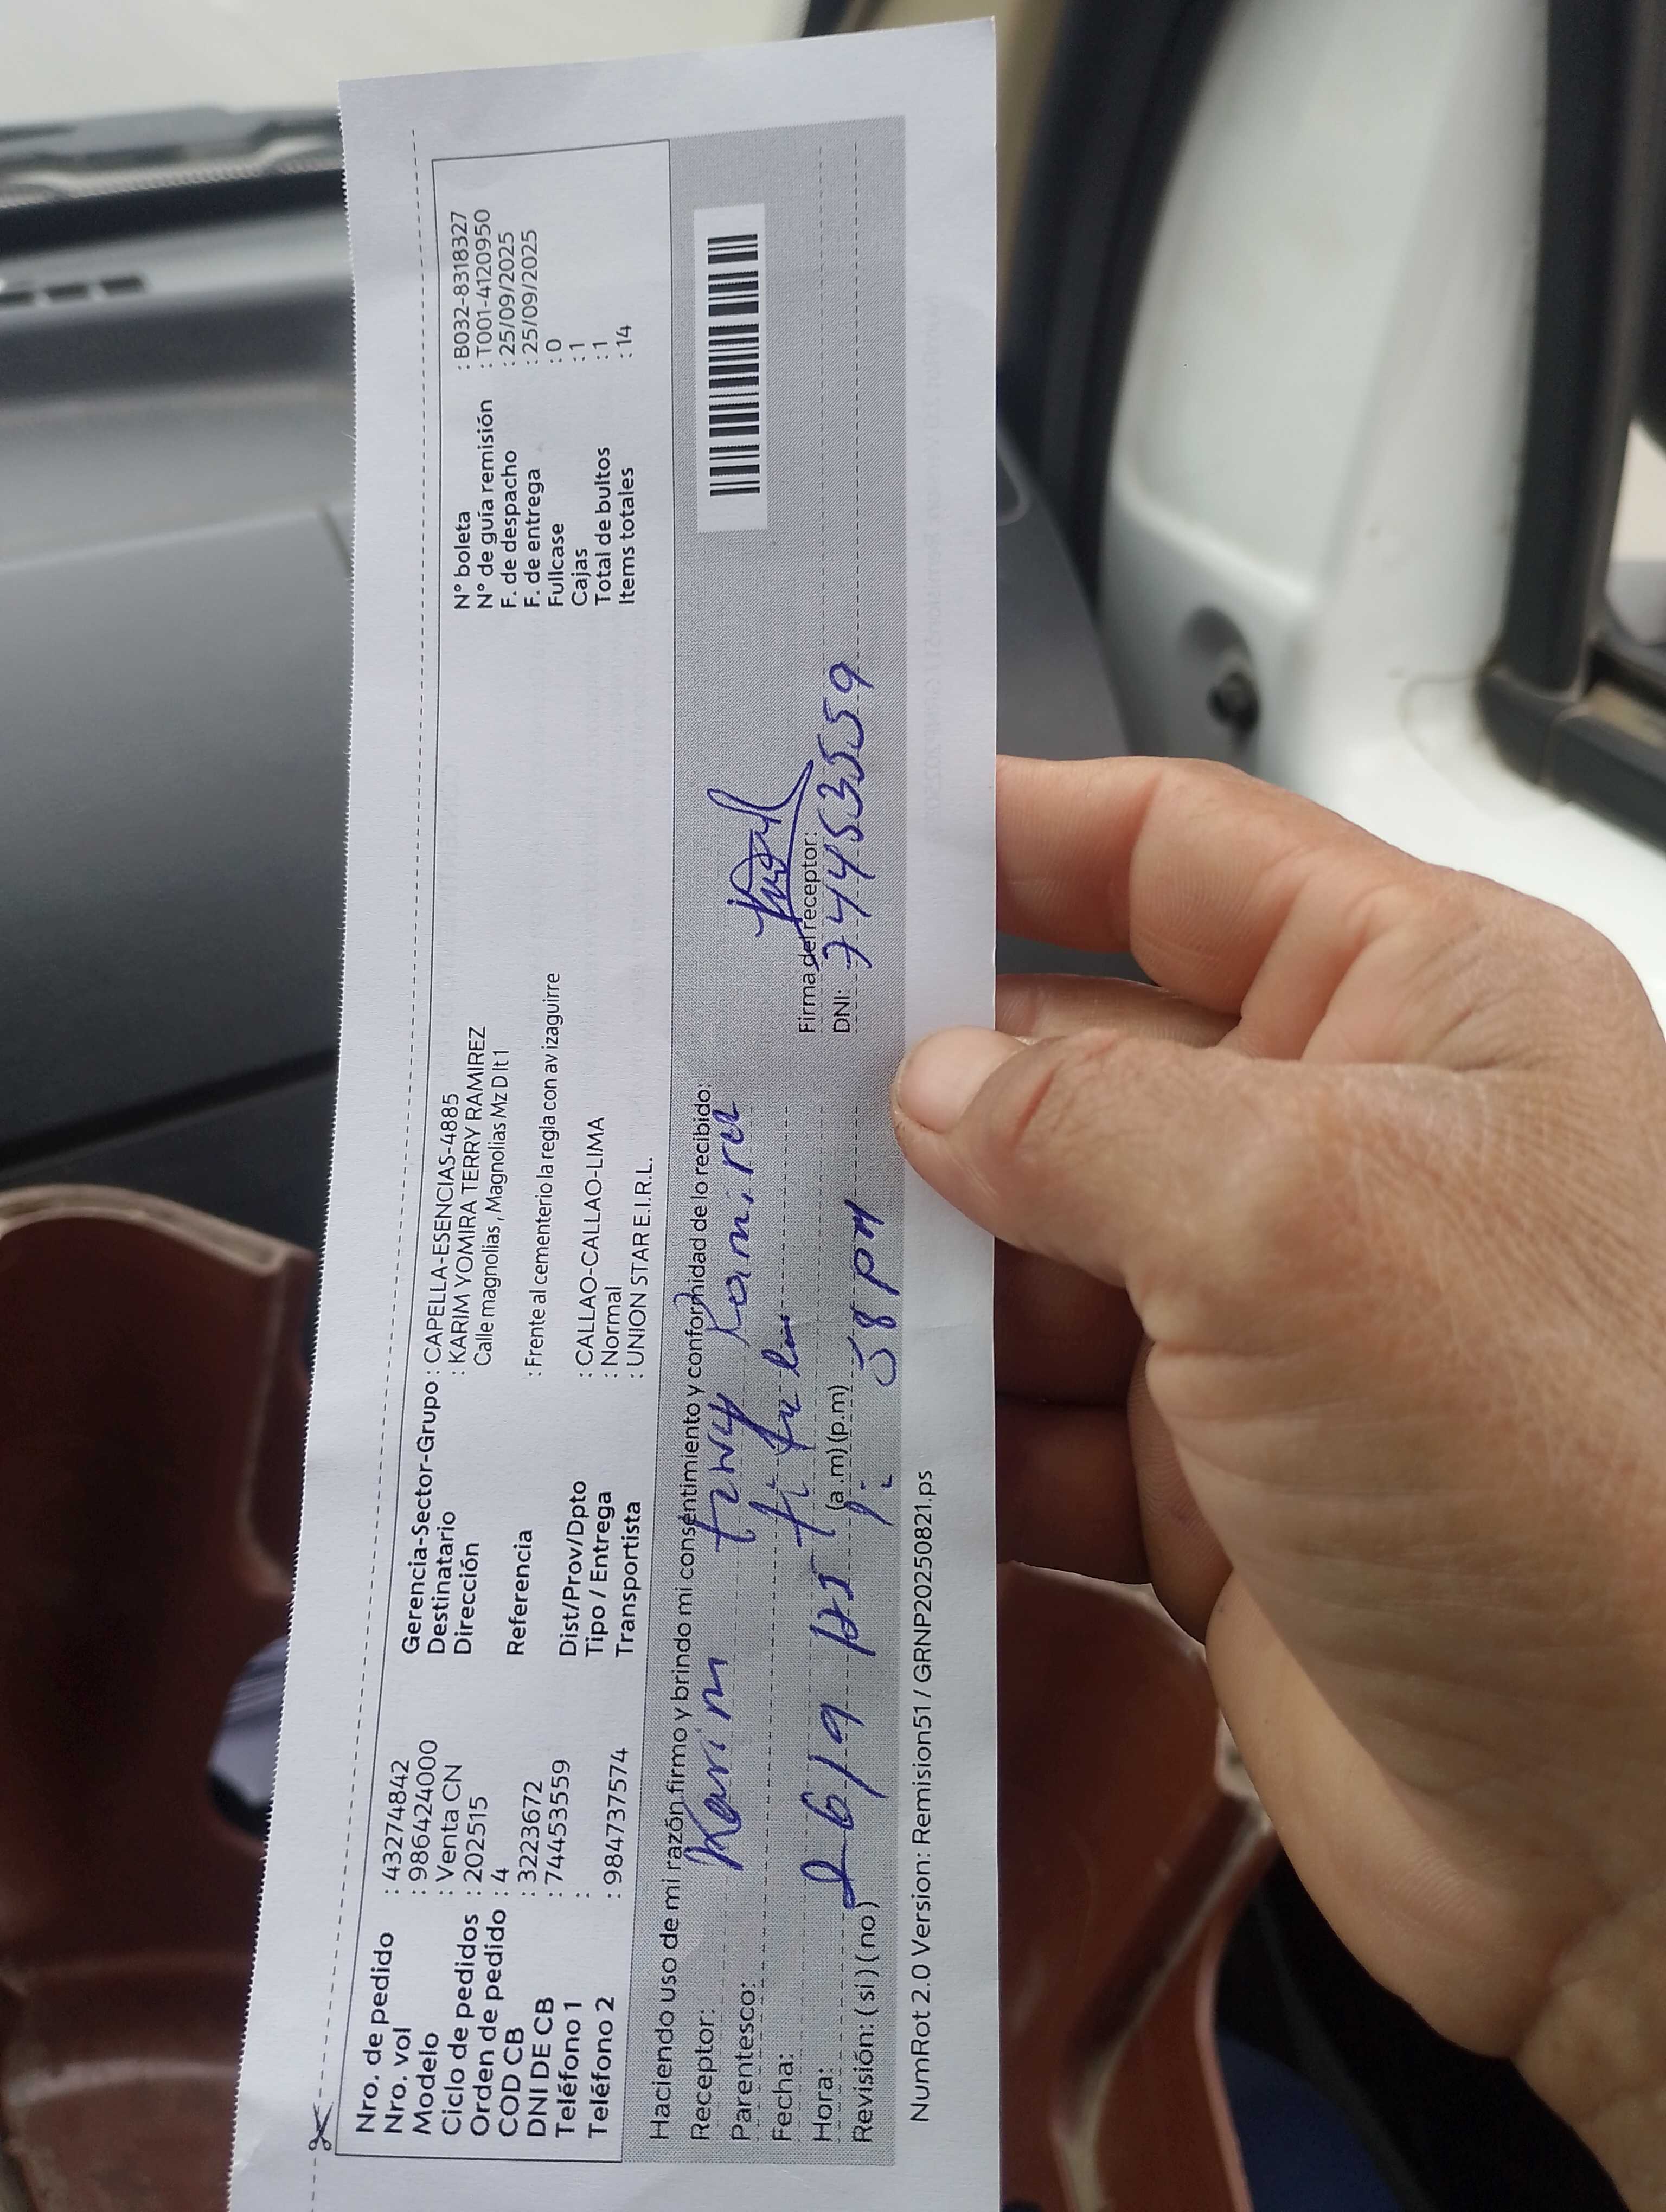 Nro. de pedido : 43274842
Nro. vol : 986424000
Modelo : Venta CN
Ciclo de pedidos : 202515
Orden de pedido : 4
COD CB : 3223672
DNI DE CB : 74453559
Teléfono 1 :
Teléfono 2 : 984737574
Gerencia-Sector-Grupo : CAPELLA-ESENCIAS-4885
Destinatario : KARIM YOMIRA TERRY RAMIREZ
Dirección Calle magnolias, Magnolias Mz D lt 1
Referencia : Frente al cementerio la regla con av izaguirre
Dist/Prov/Dpto : CALLAO-CALLAO-LIMA
Tipo / Entrega : Normal
Transportista : UNION STAR E.I.R.L.
N° boleta : B032-8318327
N° de guía remisión : T001-4120950
F. de despacho : 25/09/2025
F. de entrega : 25/09/2025
Fullcase : 0
Cajas : 1
Total de bultos : 1
Items totales : 14
Haciendo uso de mi razón firmo y brindo mi consentimiento y conformidad de lo recibido:
Receptor: Karim Terry Ramirez
Parentesco: titular
Fecha: 26/9
Hora: (a.m) (p.m) 1:58 pm
Revisión: (si) (no)
Firma del receptor:
DNI: 74453559
NumRot 2.0 Version: Remision51 / GRNP20250821.ps